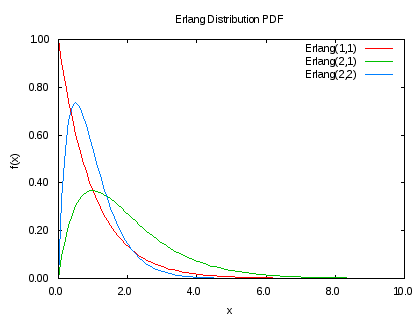 Erlang Distribution PDF
1.00
0.80
0.60
0.40
0.20
0.00
f(x)
Erlang(1,1)
Erlang(2,1)
Erlang(2,2)
0.0 2.0 4.0 6.0 8.0 10.0
x